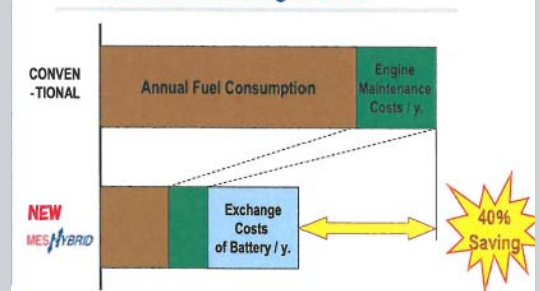 CONVEN
-TIONAL
Annual Fuel Consumption
Engine
Maintenance
Costs / y.
NEW
MES HYBRID
Exchange
Costs
of Battery / y.
40%
Saving